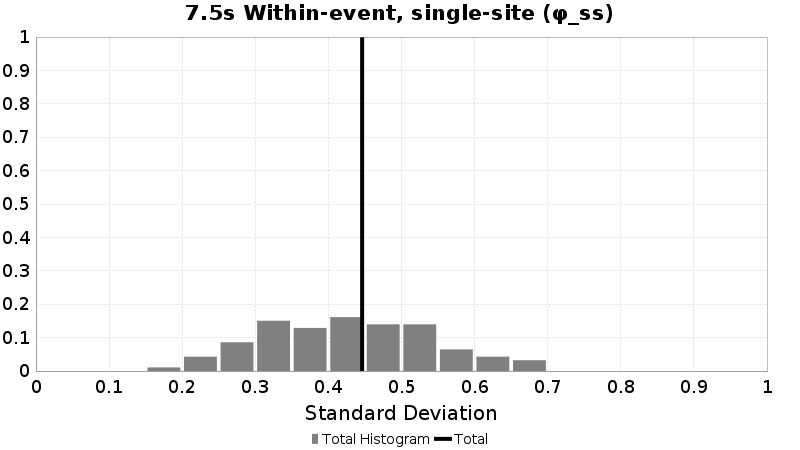 7.5s Within-event, single-site (φ_ss)
1
0.9
0.8
0.7
0.6
0.5
0.4
0.3
0.2
0.1
0
0 0.1 0.2 0.3 0.4 0.5 0.6 0.7 0.8 0.9 1
Standard Deviation
Total Histogram Total